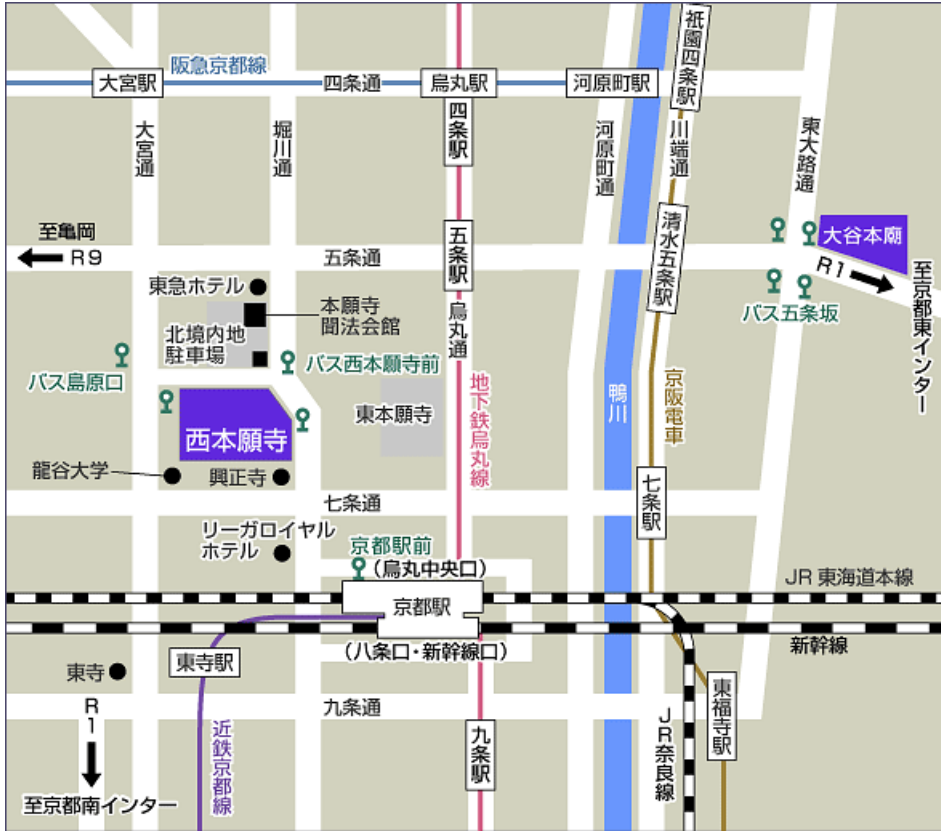 祇園四条駅
阪急京都線
大宮駅
四条通
烏丸駅
河原町駅
四条駅
大宮通
堀川通
河原町通
川端通
東大路通
至亀岡
R9
五条通
五条駅
清水五条駅
大谷本廟
R1
至京都東インター
バス五条坂
東急ホテル
本願寺
聞法会館
北境内地
駐車場
烏丸通
バス西本願寺前
バス島原口
東本願寺
地下鉄烏丸線
鴨川
京阪電車
西本願寺
龍谷大学
興正寺
七条通
七条駅
リーガロイヤル
ホテル
京都駅前
(烏丸中央口)
JR東海道本線
京都駅
新幹線
(八条口・新幹線口)
東寺駅
東寺
R1
九条通
東福寺駅
JR奈良線
九条駅
近鉄京都線
至京都南インター